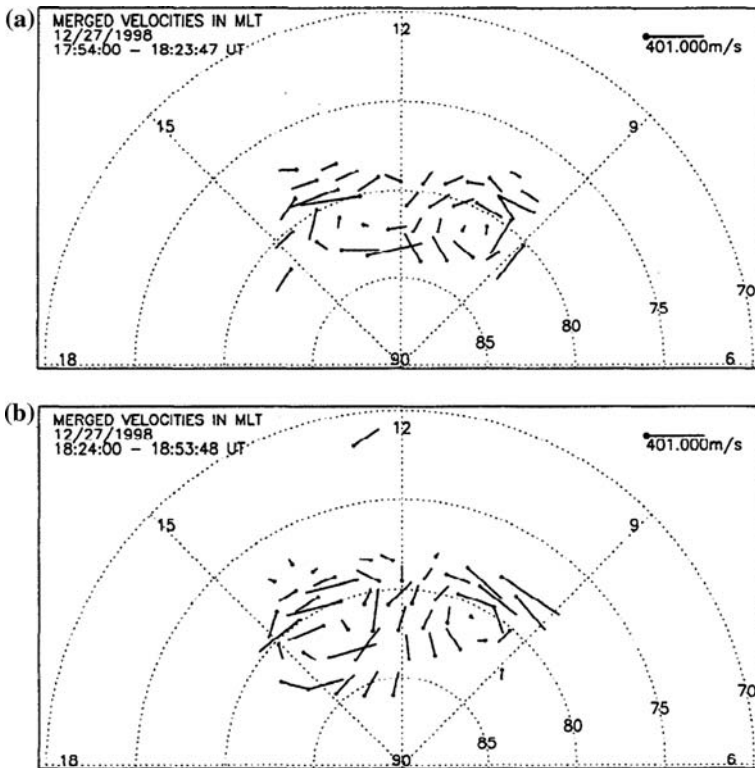 (a)
MERGED VELOCITIES IN MLT
12/27/1998
17:54:00 - 18:23:47 UT
401.000m/s
12
15
9
18
90
85
80
75
70
6
(b)
MERGED VELOCITIES IN MLT
12/27/1998
18:24:00 - 18:53:48 UT
401.000m/s
12
15
9
18
90
85
80
75
70
6